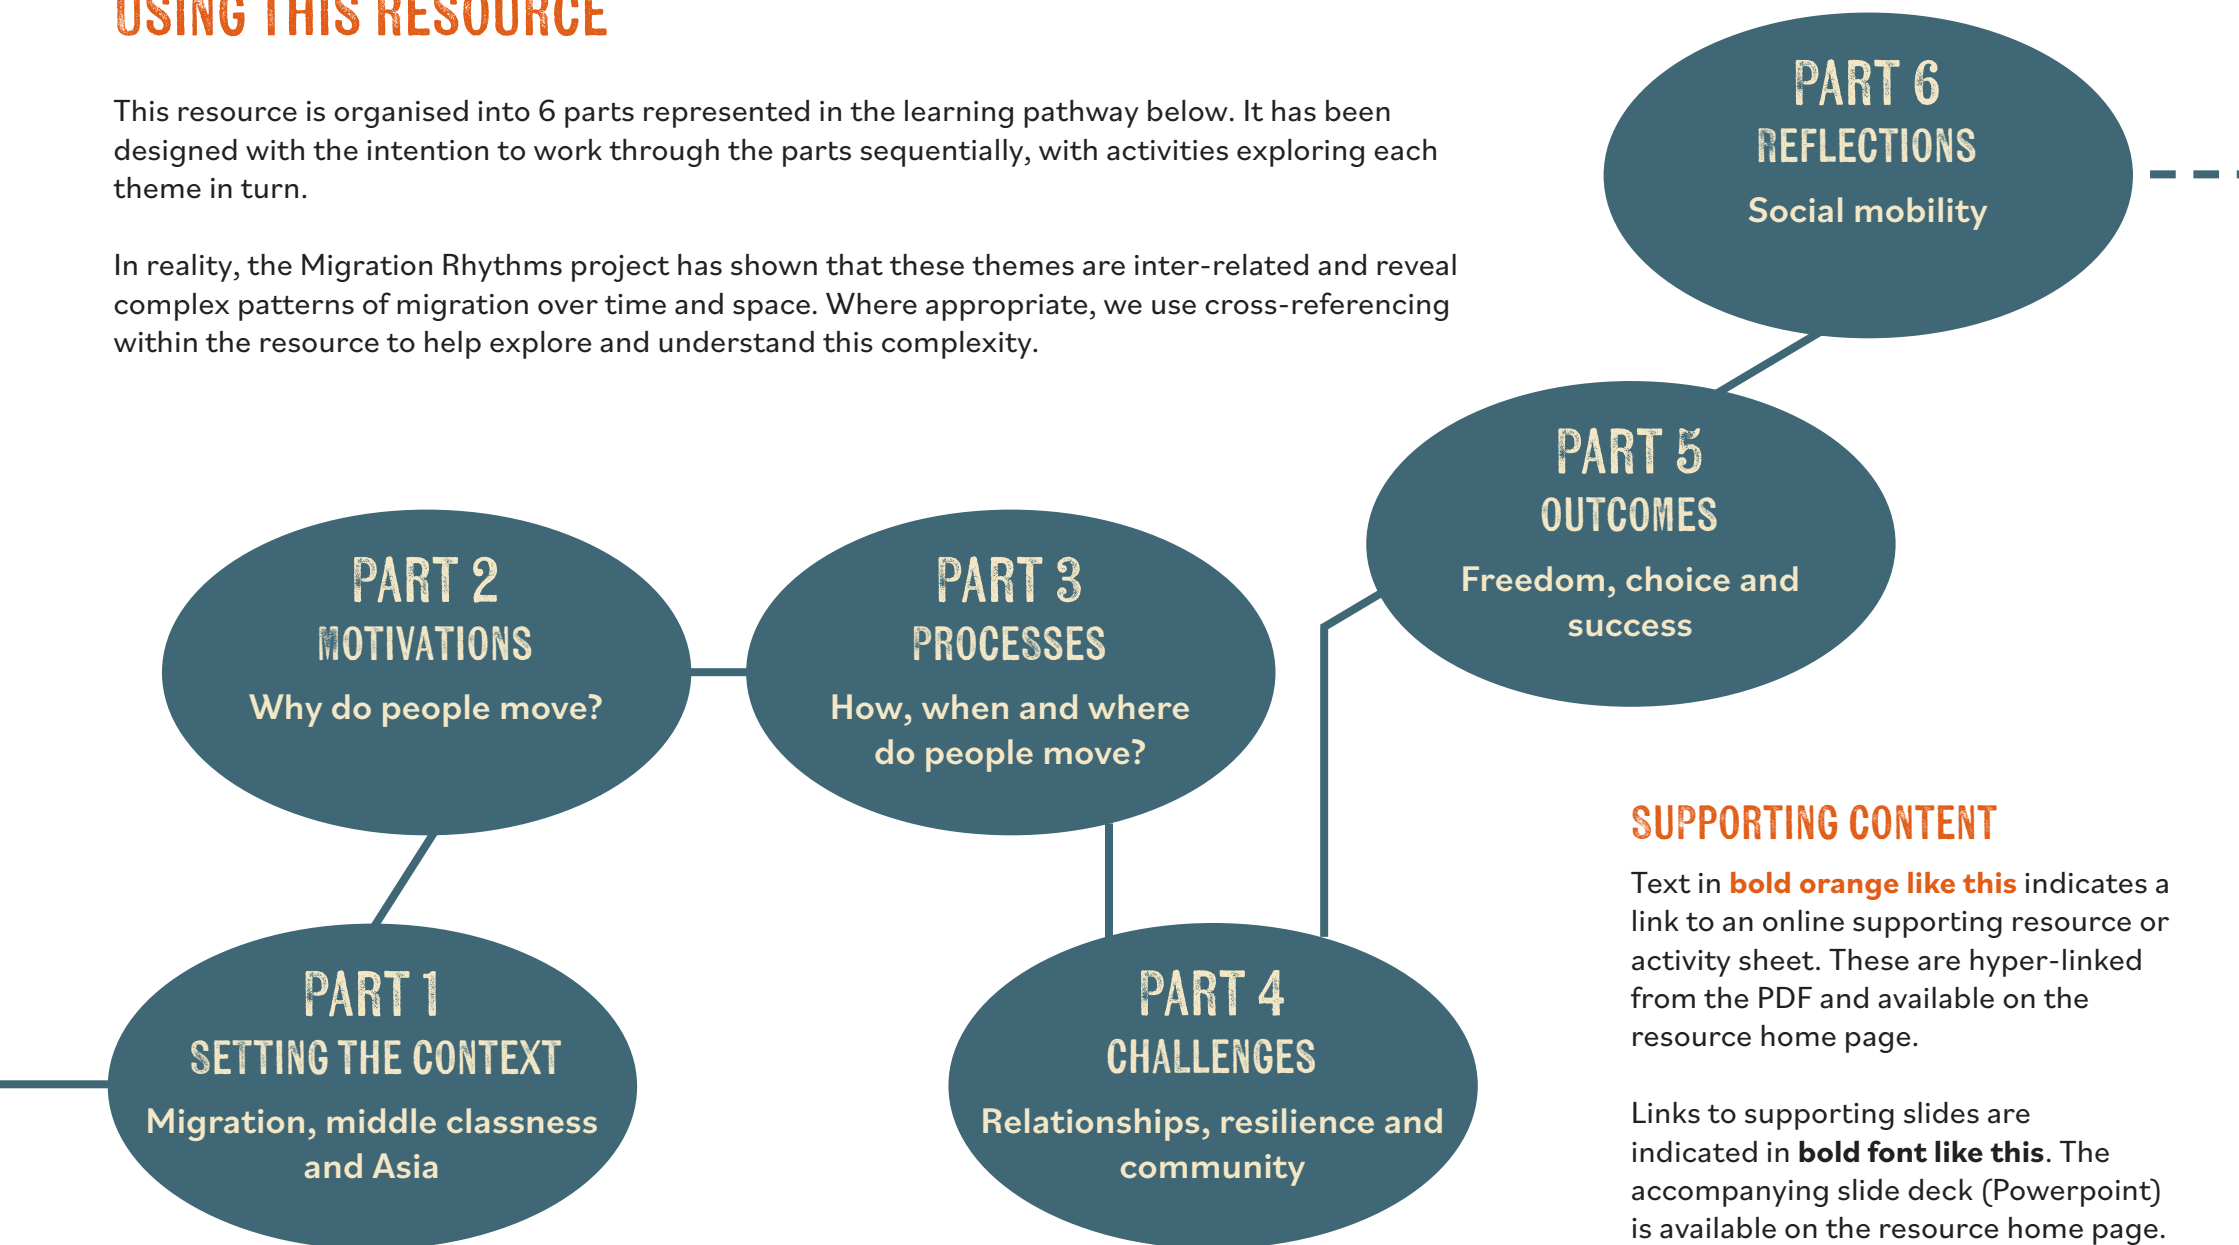 USING THIS RESOURCE
This resource is organised into 6 parts represented in the learning pathway below. It has been
designed with the intention to work through the parts sequentially, with activities exploring each
theme in turn.
In reality, the Migration Rhythms project has shown that these themes are inter-related and reveal
complex patterns of migration over time and space. Where appropriate, we use cross-referencing
within the resource to help explore and understand this complexity.
PART 1
SETTING THE CONTEXT
Migration, middle classness
and Asia
PART 2
MOTIVATIONS
Why do people move?
PART 3
PROCESSES
How, when and where
do people move?
PART 4
CHALLENGES
Relationships, resilience and
community
PART 5
OUTCOMES
Freedom, choice and
success
PART 6
REFLECTIONS
Social mobility
SUPPORTING CONTENT
Text in bold orange like this indicates a
link to an online supporting resource or
activity sheet. These are hyper-linked
from the PDF and available on the
resource home page.
Links to supporting slides are
indicated in bold font like this. The
accompanying slide deck (Powerpoint)
is available on the resource home page.